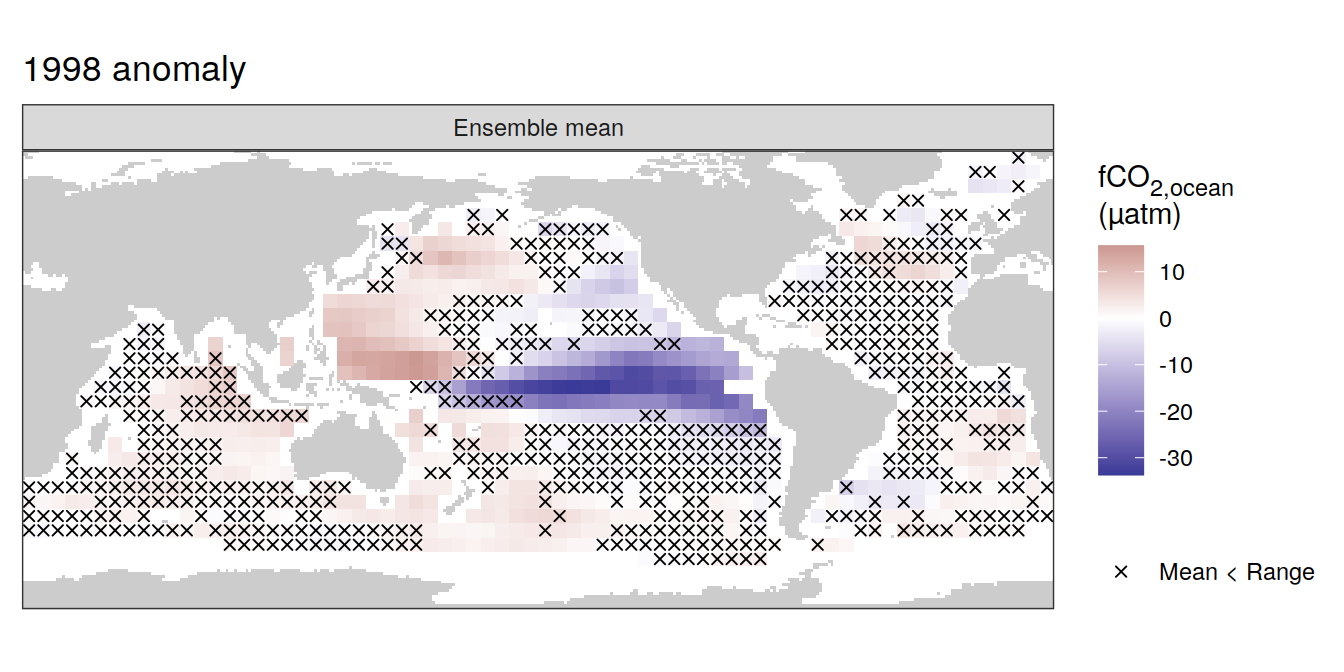 1998 anomaly
Ensemble mean
fCO2,ocean
(µatm)
10
0
-10
-20
-30
× Mean < Range